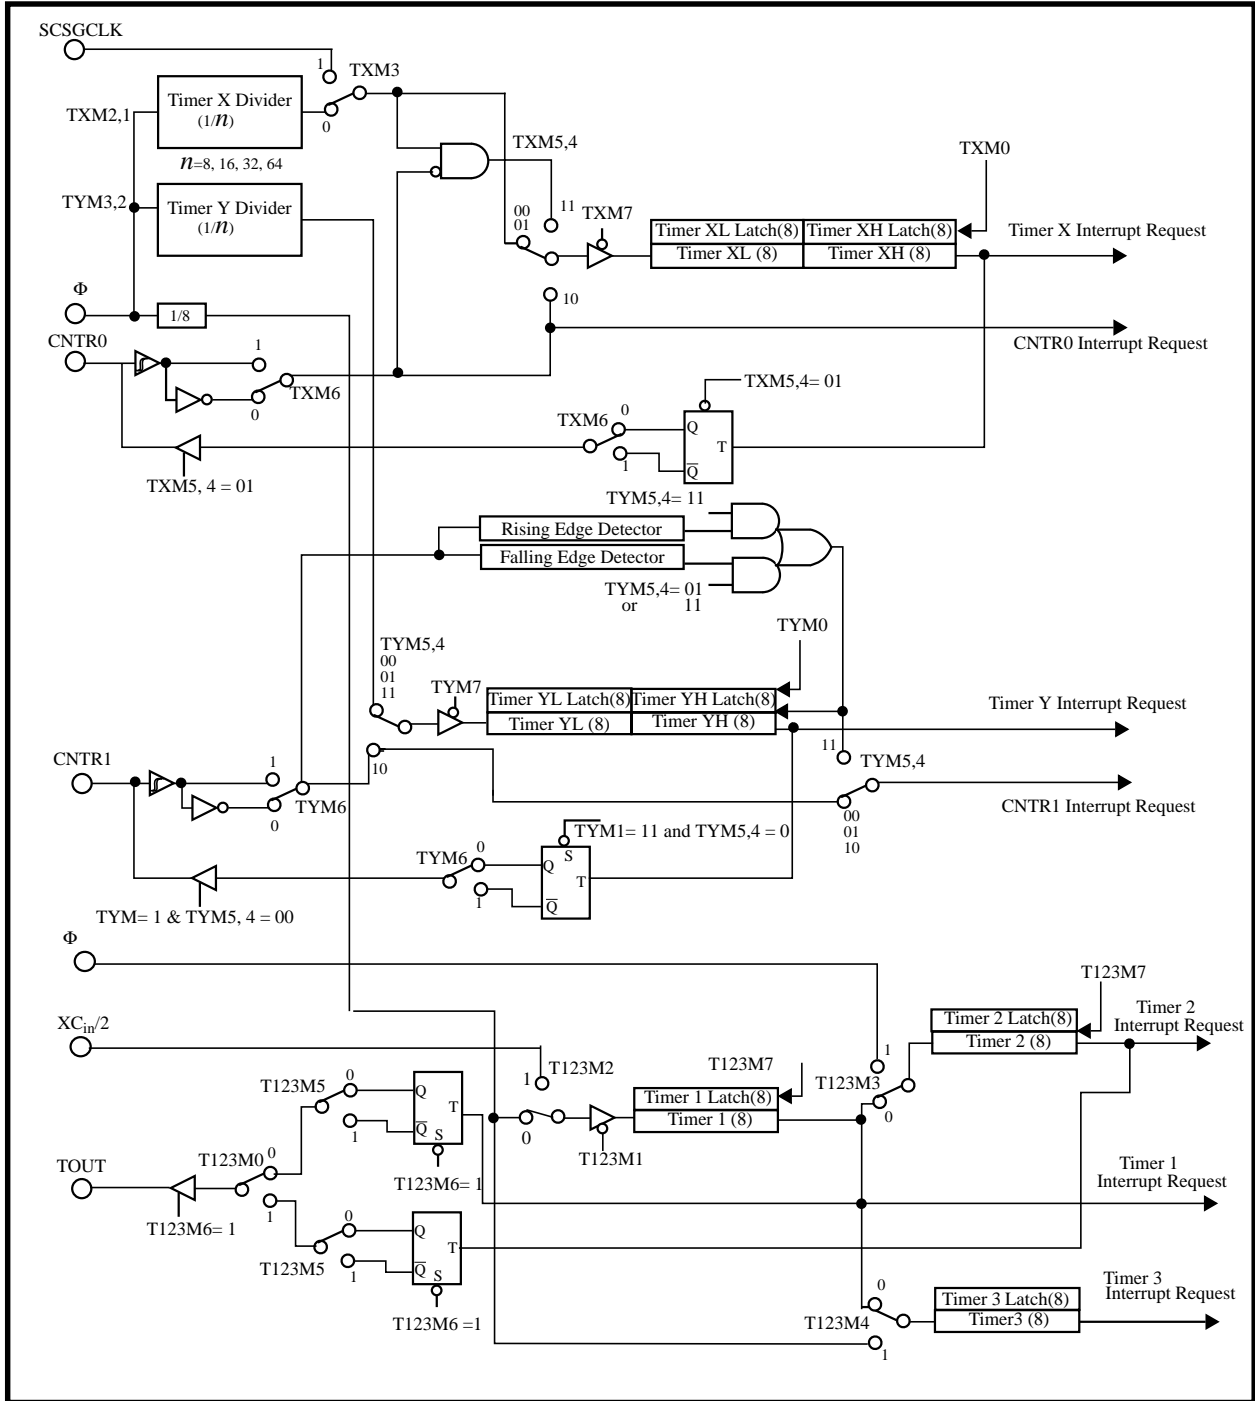 SCSGCLK
1
TXM3
0
TXM2,1
Timer X Divider
(1/n)
n=8, 16, 32, 64
TYM3,2
Timer Y Divider
(1/n)
TXM5,4
TXM0
00
01
11
TXM7
10
Timer XL Latch(8)
Timer XH Latch(8)
Timer XL (8)
Timer XH (8)
Timer X Interrupt Request
Φ
1/8
CNTR0
1
0
TXM6
CNTR0 Interrupt Request
TXM5,4= 01
TXM6
0
1
Q
Q
T
TXM5, 4 = 01
TYM5,4= 11
Rising Edge Detector
Falling Edge Detector
TYM5,4= 01
or 11
TYM0
TYM5,4
00
01
11
TYM7
10
Timer YL Latch(8)
Timer YH Latch(8)
Timer YL (8)
Timer YH (8)
Timer Y Interrupt Request
CNTR1
1
0
TYM6
11
TYM5,4
00
01
10
CNTR1 Interrupt Request
TYM1= 11 and TYM5,4 = 0
TYM6
0
1
Q
S
T
Q
TYM= 1 & TYM5, 4 = 00
Φ
T123M7
Timer 2 Latch(8)
Timer 2 (8)
Timer 2
Interrupt Request
XCin/2
1
T123M2
0
T123M1
T123M7
Timer 1 Latch(8)
Timer 1 (8)
1
T123M3
0
T123M5
0
1
Q
T
Q
S
T123M6= 1
Timer 1
Interrupt Request
TOUT
T123M0
0
1
T123M6= 1
T123M5
0
1
Q
T
Q
S
T123M6 =1
0
T123M4
1
Timer 3 Latch(8)
Timer3 (8)
Timer 3
Interrupt Request